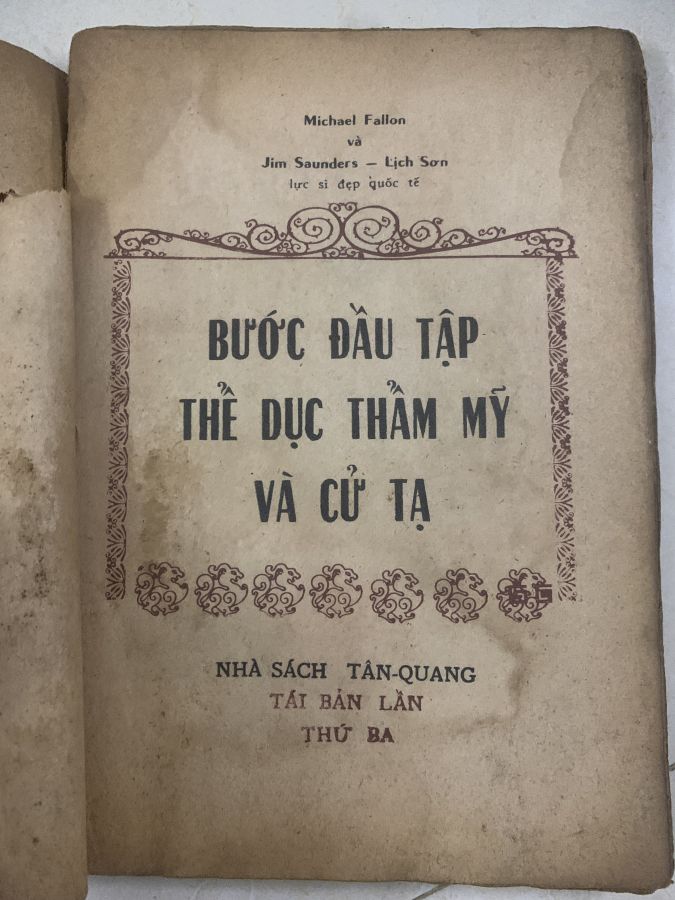 Michael Fallon
và
Jim Saunders — Lịch Sơn
lực sĩ đẹp quốc tế
BƯỚC ĐẦU TẬP
THỂ DỤC THẨM MỸ
VÀ CỬ TẠ
NHÀ SÁCH TÂN-QUANG
TÁI BẢN LẦN
THỨ BA